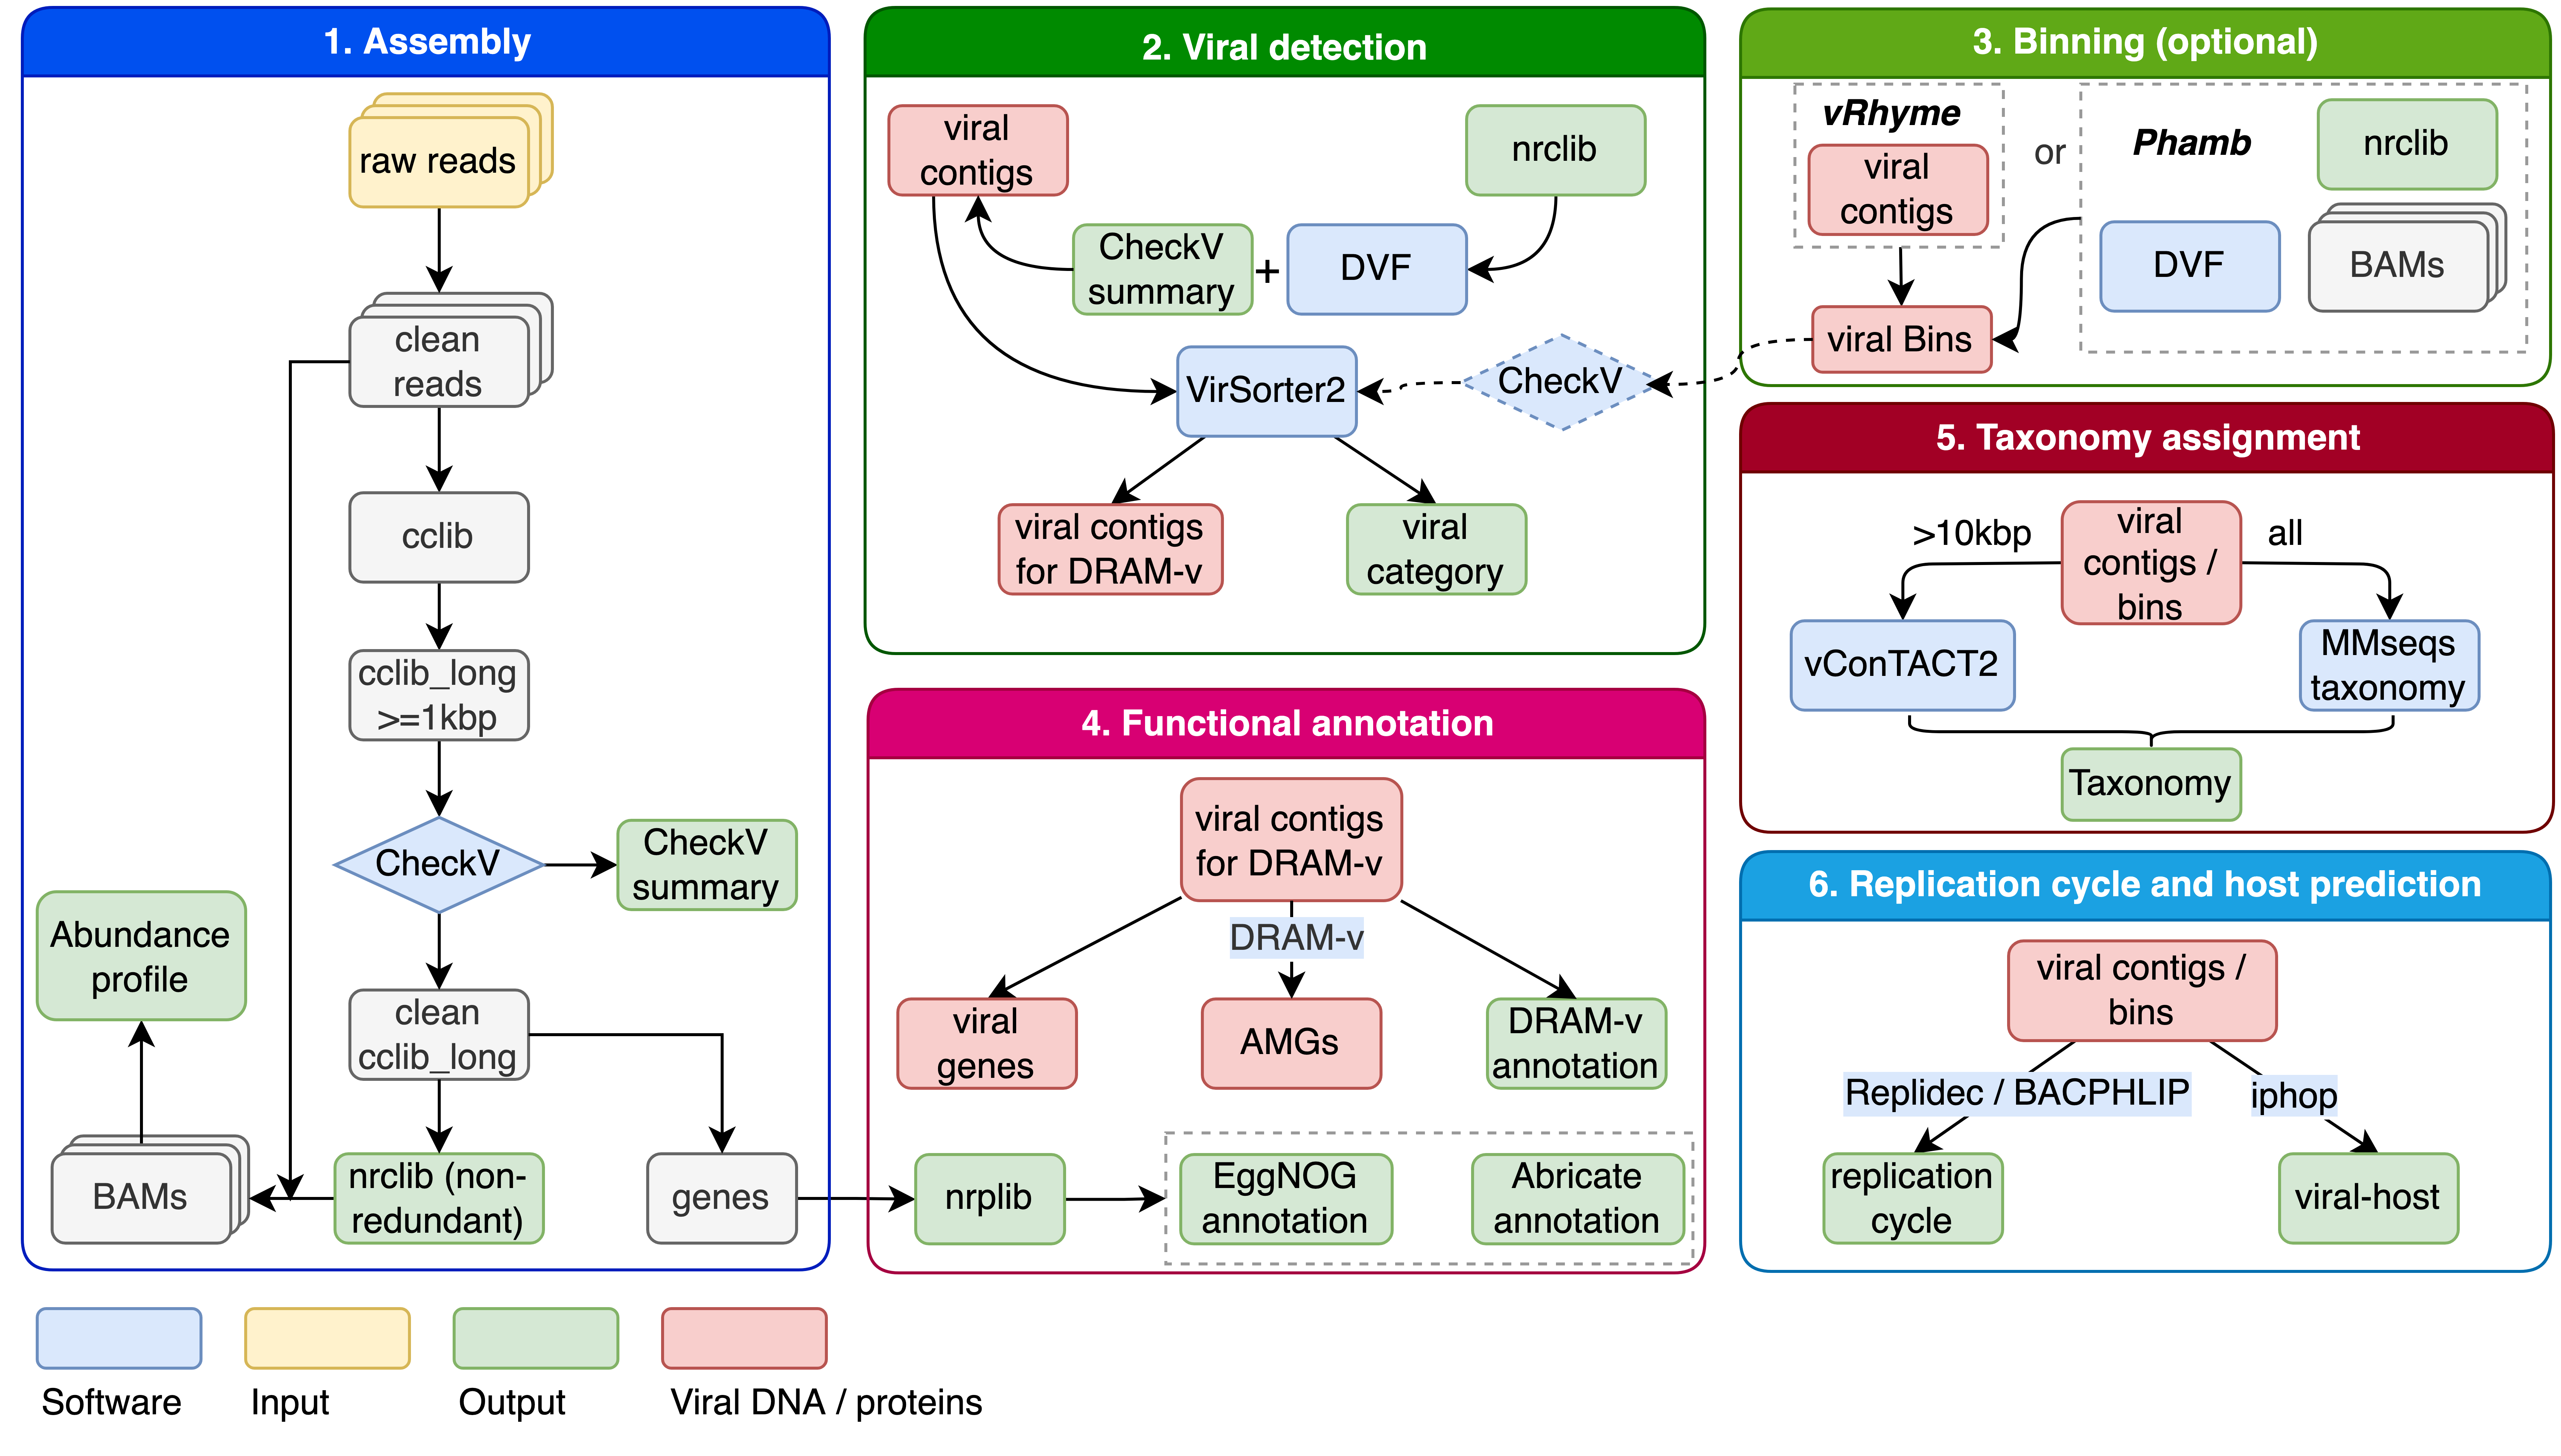 1. Assembly
raw reads
clean
reads
cclib
cclib_long
>=1kbp
CheckV
CheckV
summary
Abundance
profile
clean
cclib_long
BAMs
nrclib (non-
redundant)
genes
2. Viral detection
viral
contigs
nrclib
CheckV
summary
+
DVF
VirSorter2
CheckV
viral contigs
for DRAM-v
viral
category
3. Binning (optional)
vRhyme
viral
contigs
or
Phamb
nrclib
DVF
BAMs
viral Bins
4. Functional annotation
viral contigs
for DRAM-v
DRAM-v
viral
genes
AMGs
DRAM-v
annotation
nrplib
EggNOG
annotation
Abricate
annotation
5. Taxonomy assignment
>10kbp
viral
contigs /
bins
all
vConTACT2
MMseqs
taxonomy
Taxonomy
6. Replication cycle and host prediction
viral contigs /
bins
Replidec / BACPHLIP
iphop
replication
cycle
viral-host
Software
Input
Output
Viral DNA / proteins